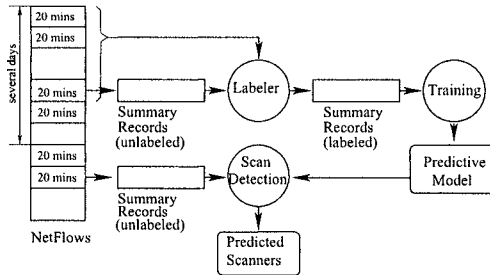 several days
20 mins
20 mins
20 mins
20 mins
20 mins
20 mins
NetFlows
Summary
Records
(unlabeled)
Labeler
Summary
Records
(labeled)
Training
Predictive
Model
Summary
Records
(unlabeled)
Scan
Detection
Predicted
Scanners